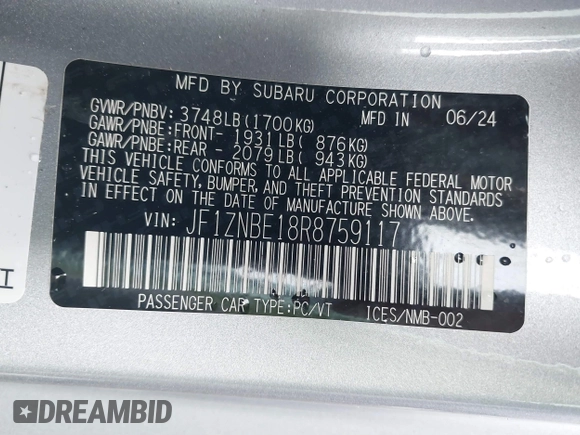 MFD BY SUBARU CORPORATION
GVWR/PNBV: 3748LB(1700KG) MFD IN 06/24
GAWR/PNBE:FRONT- 1931LB( 876KG)
GAWR/PNBE:REAR - 2079LB( 943KG)
THIS VEHICLE CONFORMS TO ALL APPLICABLE FEDERAL MOTOR
VEHICLE SAFETY, BUMPER, AND THEFT PREVENTION STANDARDS
IN EFFECT ON THE DATE OF MANUFACTURE SHOWN ABOVE.
VIN: JF1ZNBE18R8759117
PASSENGER CAR TYPE:PC/VT ICES/NMB-002
DREAMBID